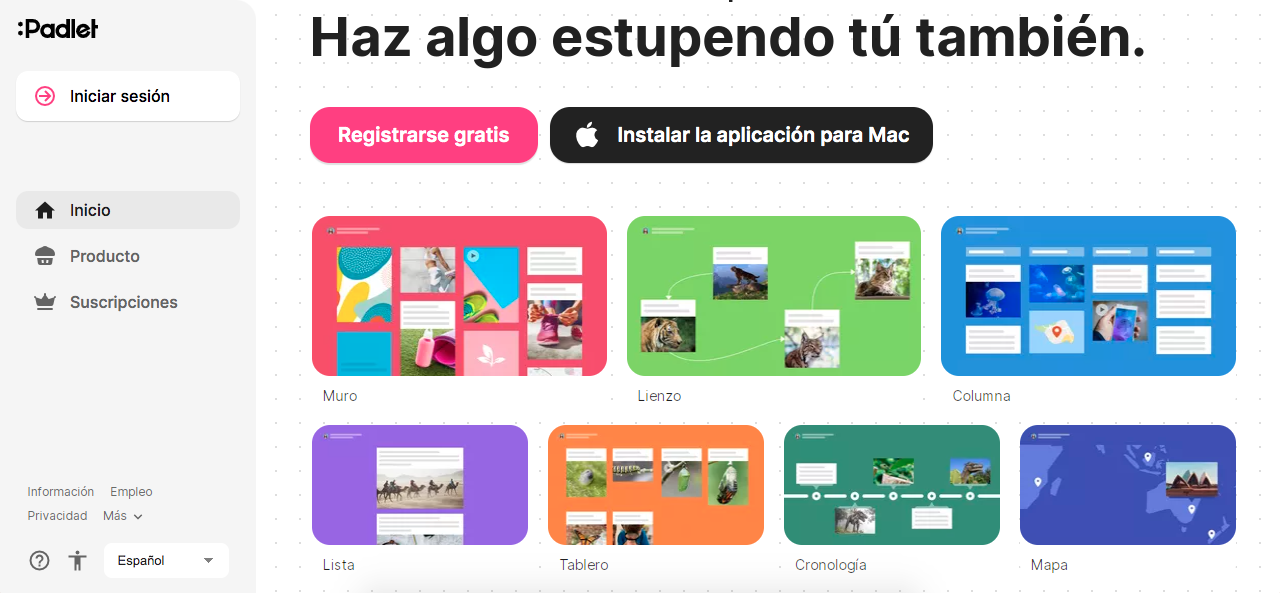 :Padlet
Iniciar sesión
Inicio
Producto
Suscripciones
Información Empleo
Privacidad Más
Español
Haz algo estupendo tú también.
Registrarse gratis
Instalar la aplicación para Mac
Muro
Lienzo
Columna
Lista
Tablero
Cronología
Mapa